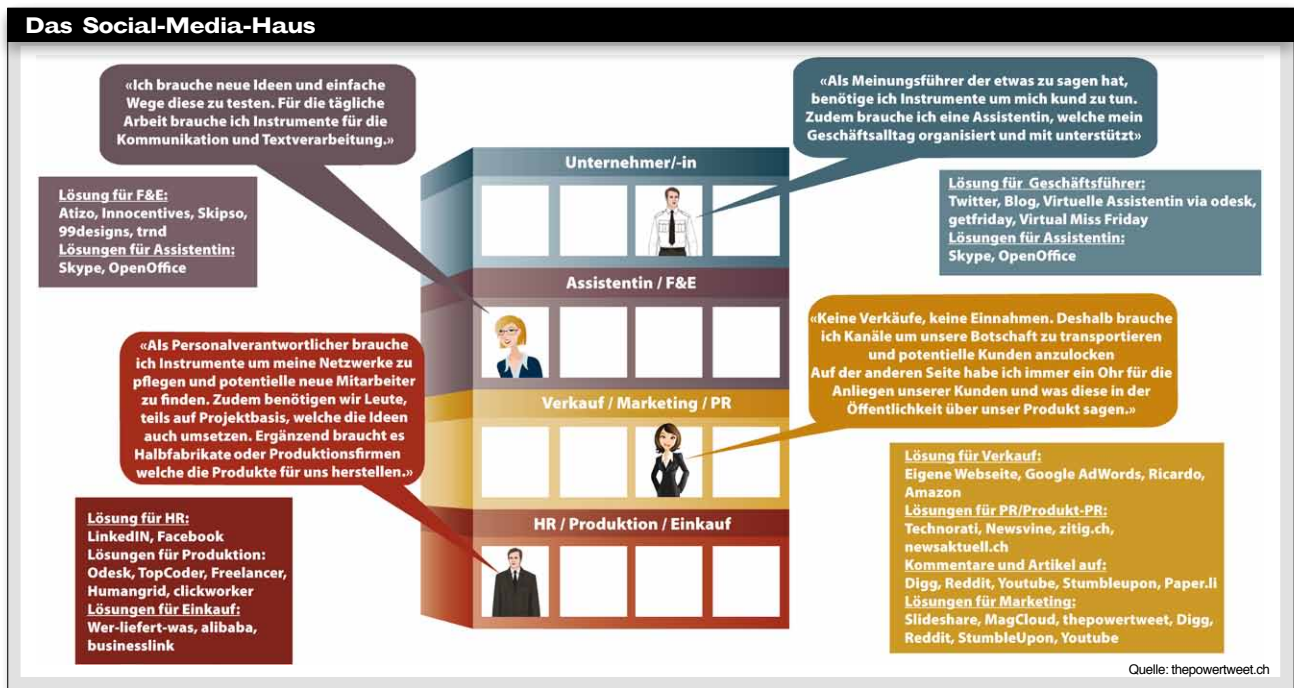 Das Social-Media-Haus
«Ich brauche neue Ideen und einfache
Wege diese zu testen. Für die tägliche
Arbeit brauche ich Instrumente für die
Kommunikation und Textverarbeitung.»
«Als Meinungsführer der etwas zu sagen hat,
benötige ich Instrumente um mich kund zu tun.
Zudem brauche ich eine Assistentin, welche mein
Geschäftsalltag organisiert und mit unterstützt»
Unternehmer/-in
Lösung für F&E:
Atizo, Innocentives, Skipso,
99designs, trnd
Lösungen für Assistentin:
Skype, OpenOffice
Lösung für Geschäftsführer:
Twitter, Blog, Virtuelle Assistentin via odesk,
getfriday, Virtual Miss Friday
Lösungen für Assistentin:
Skype, OpenOffice
Assistentin / F&E
«Als Personalverantwortlicher brauche
ich Instrumente um meine Netzwerke zu
pflegen und potentielle neue Mitarbeiter
zu finden. Zudem benötigen wir Leute,
teils auf Projektbasis, welche die Ideen
auch umsetzen. Ergänzend braucht es
Halbfabrikate oder Produktionsfirmen
welche die Produkte für uns herstellen.»
«Keine Verkäufe, keine Einnahmen. Deshalb brauche
ich Kanäle um unsere Botschaft zu transportieren
und potentielle Kunden anzulocken
Auf der anderen Seite habe ich immer ein Ohr für die
Anliegen unserer Kunden und was diese in der
Öffentlichkeit über unser Produkt sagen.»
Verkauf / Marketing / PR
Lösung für Verkauf:
Eigene Webseite, Google AdWords, Ricardo,
Amazon
Lösungen für PR/Produkt-PR:
Technorati, Newsvine, zitig.ch,
newsaktuell.ch
Kommentare und Artikel auf:
Digg, Reddit, Youtube, Stumbleupon, Paper.li
Lösungen für Marketing:
Slideshare, MagCloud, thepowertweet, Digg,
Reddit, StumbleUpon, Youtube
HR / Produktion / Einkauf
Lösung für HR:
LinkedIN, Facebook
Lösungen für Produktion:
Odesk, TopCoder, Freelancer,
Humangrid, clickworker
Lösungen für Einkauf:
Wer-liefert-was, alibaba,
businesslink
Quelle: thepowertweet.ch